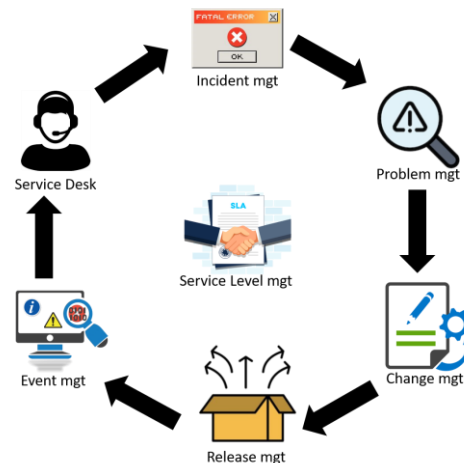 FATAL ERROR
OK
Incident mgt
Problem mgt
Service Desk
SLA
Service Level mgt
Event mgt
Change mgt
Release mgt